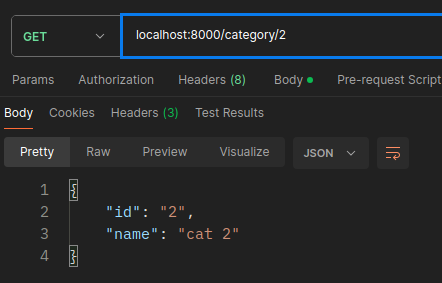 GET localhost:8000/category/2
Params Authorization Headers (8) Body Pre-request Script
Body Cookies Headers (3) Test Results
Pretty Raw Preview Visualize JSON
1 {
2 "id": "2",
3 "name": "cat 2"
4 }